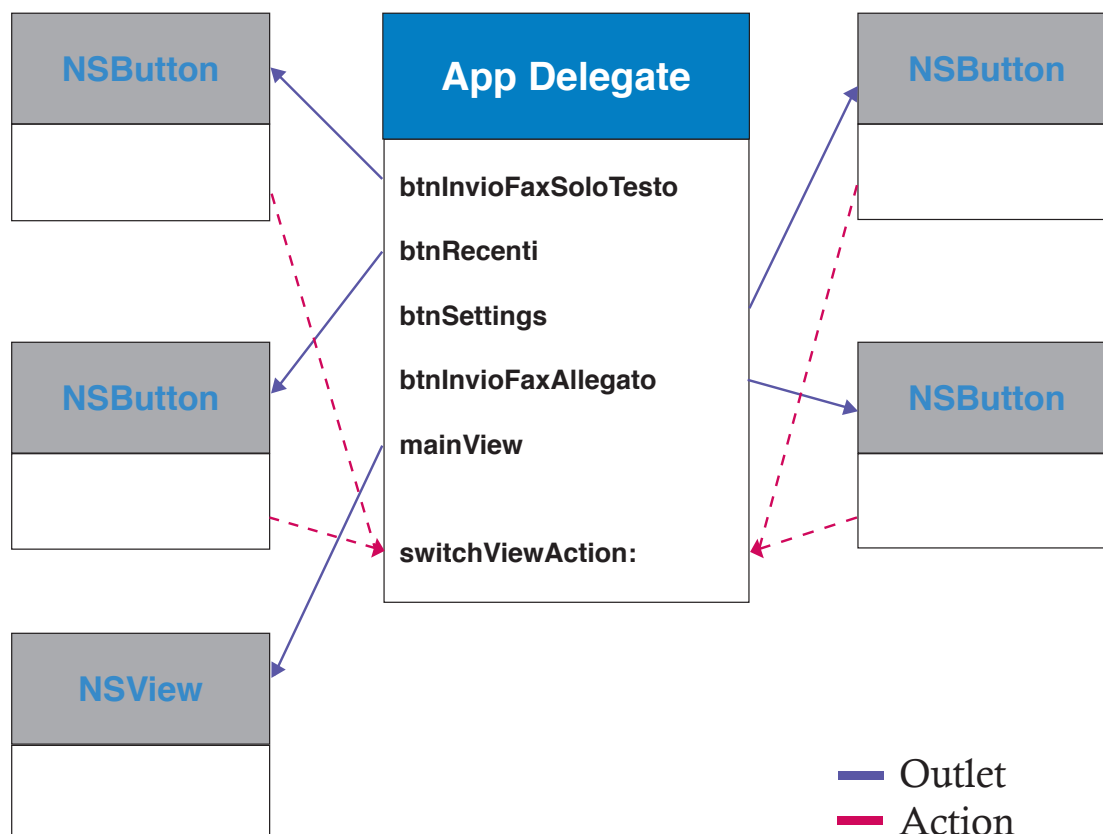 NSButton
App Delegate
NSButton
btnInvioFaxSoloTesto
btnRecenti
btnSettings
btnInvioFaxAllegato
NSButton
NSButton
mainView
switchViewAction:
NSView
Outlet
Action